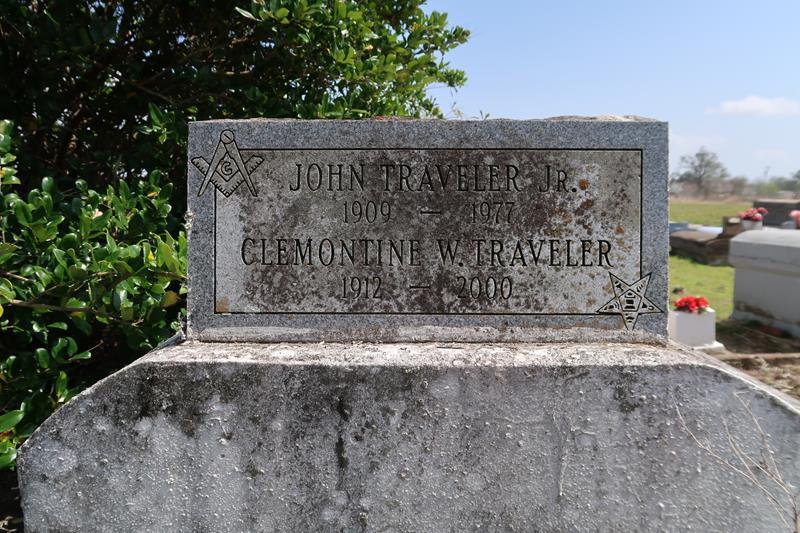 G
JOHN TRAVELER JR.
1909 — 1977
CLEMONTINE W. TRAVELER
1912 — 2000